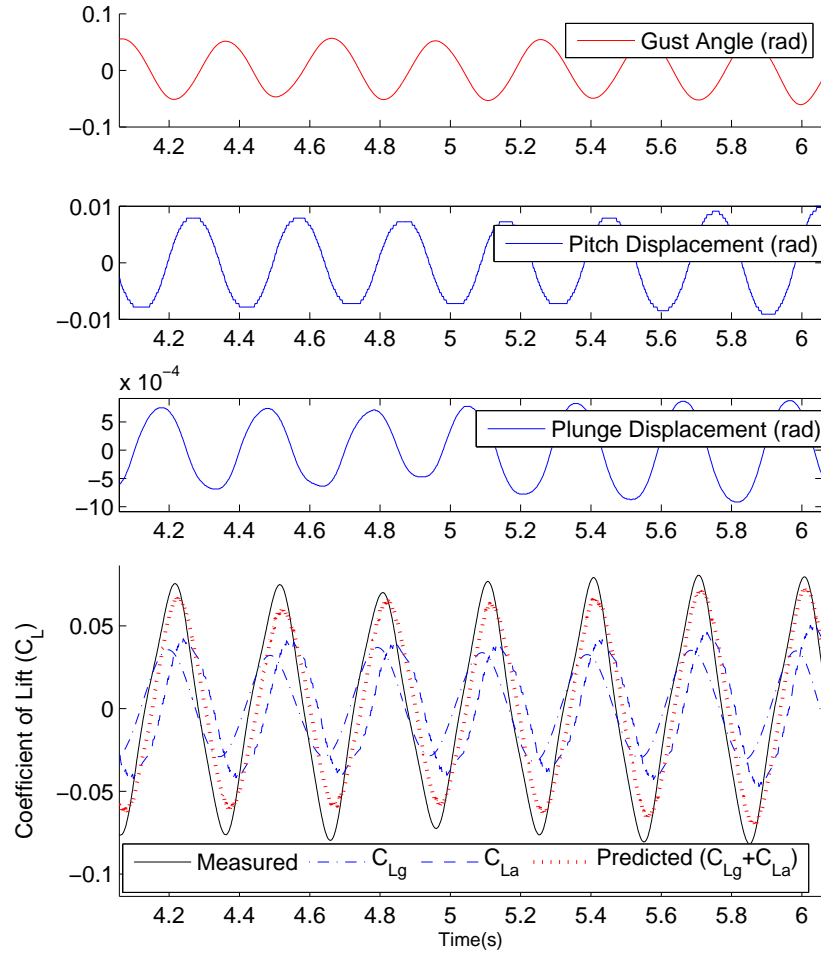 0.1
Gust Angle (rad)
0
−0.1
4.2 4.4 4.6 4.8 5 5.2 5.4 5.6 5.8 6
0.01
Pitch Displacement (rad)
0
−0.01
4.2 4.4 4.6 4.8 5 5.2 5.4 5.6 5.8 6
x 10−4
5
Plunge Displacement (rad)
0
−5
−10
4.2 4.4 4.6 4.8 5 5.2 5.4 5.6 5.8 6
Coefficient of Lift (CL)
0.05
0
−0.05
−0.1
Measured CLg CLa Predicted (CLg+CLa)
4.2 4.4 4.6 4.8 5 5.2 5.4 5.6 5.8 6
Time(s)